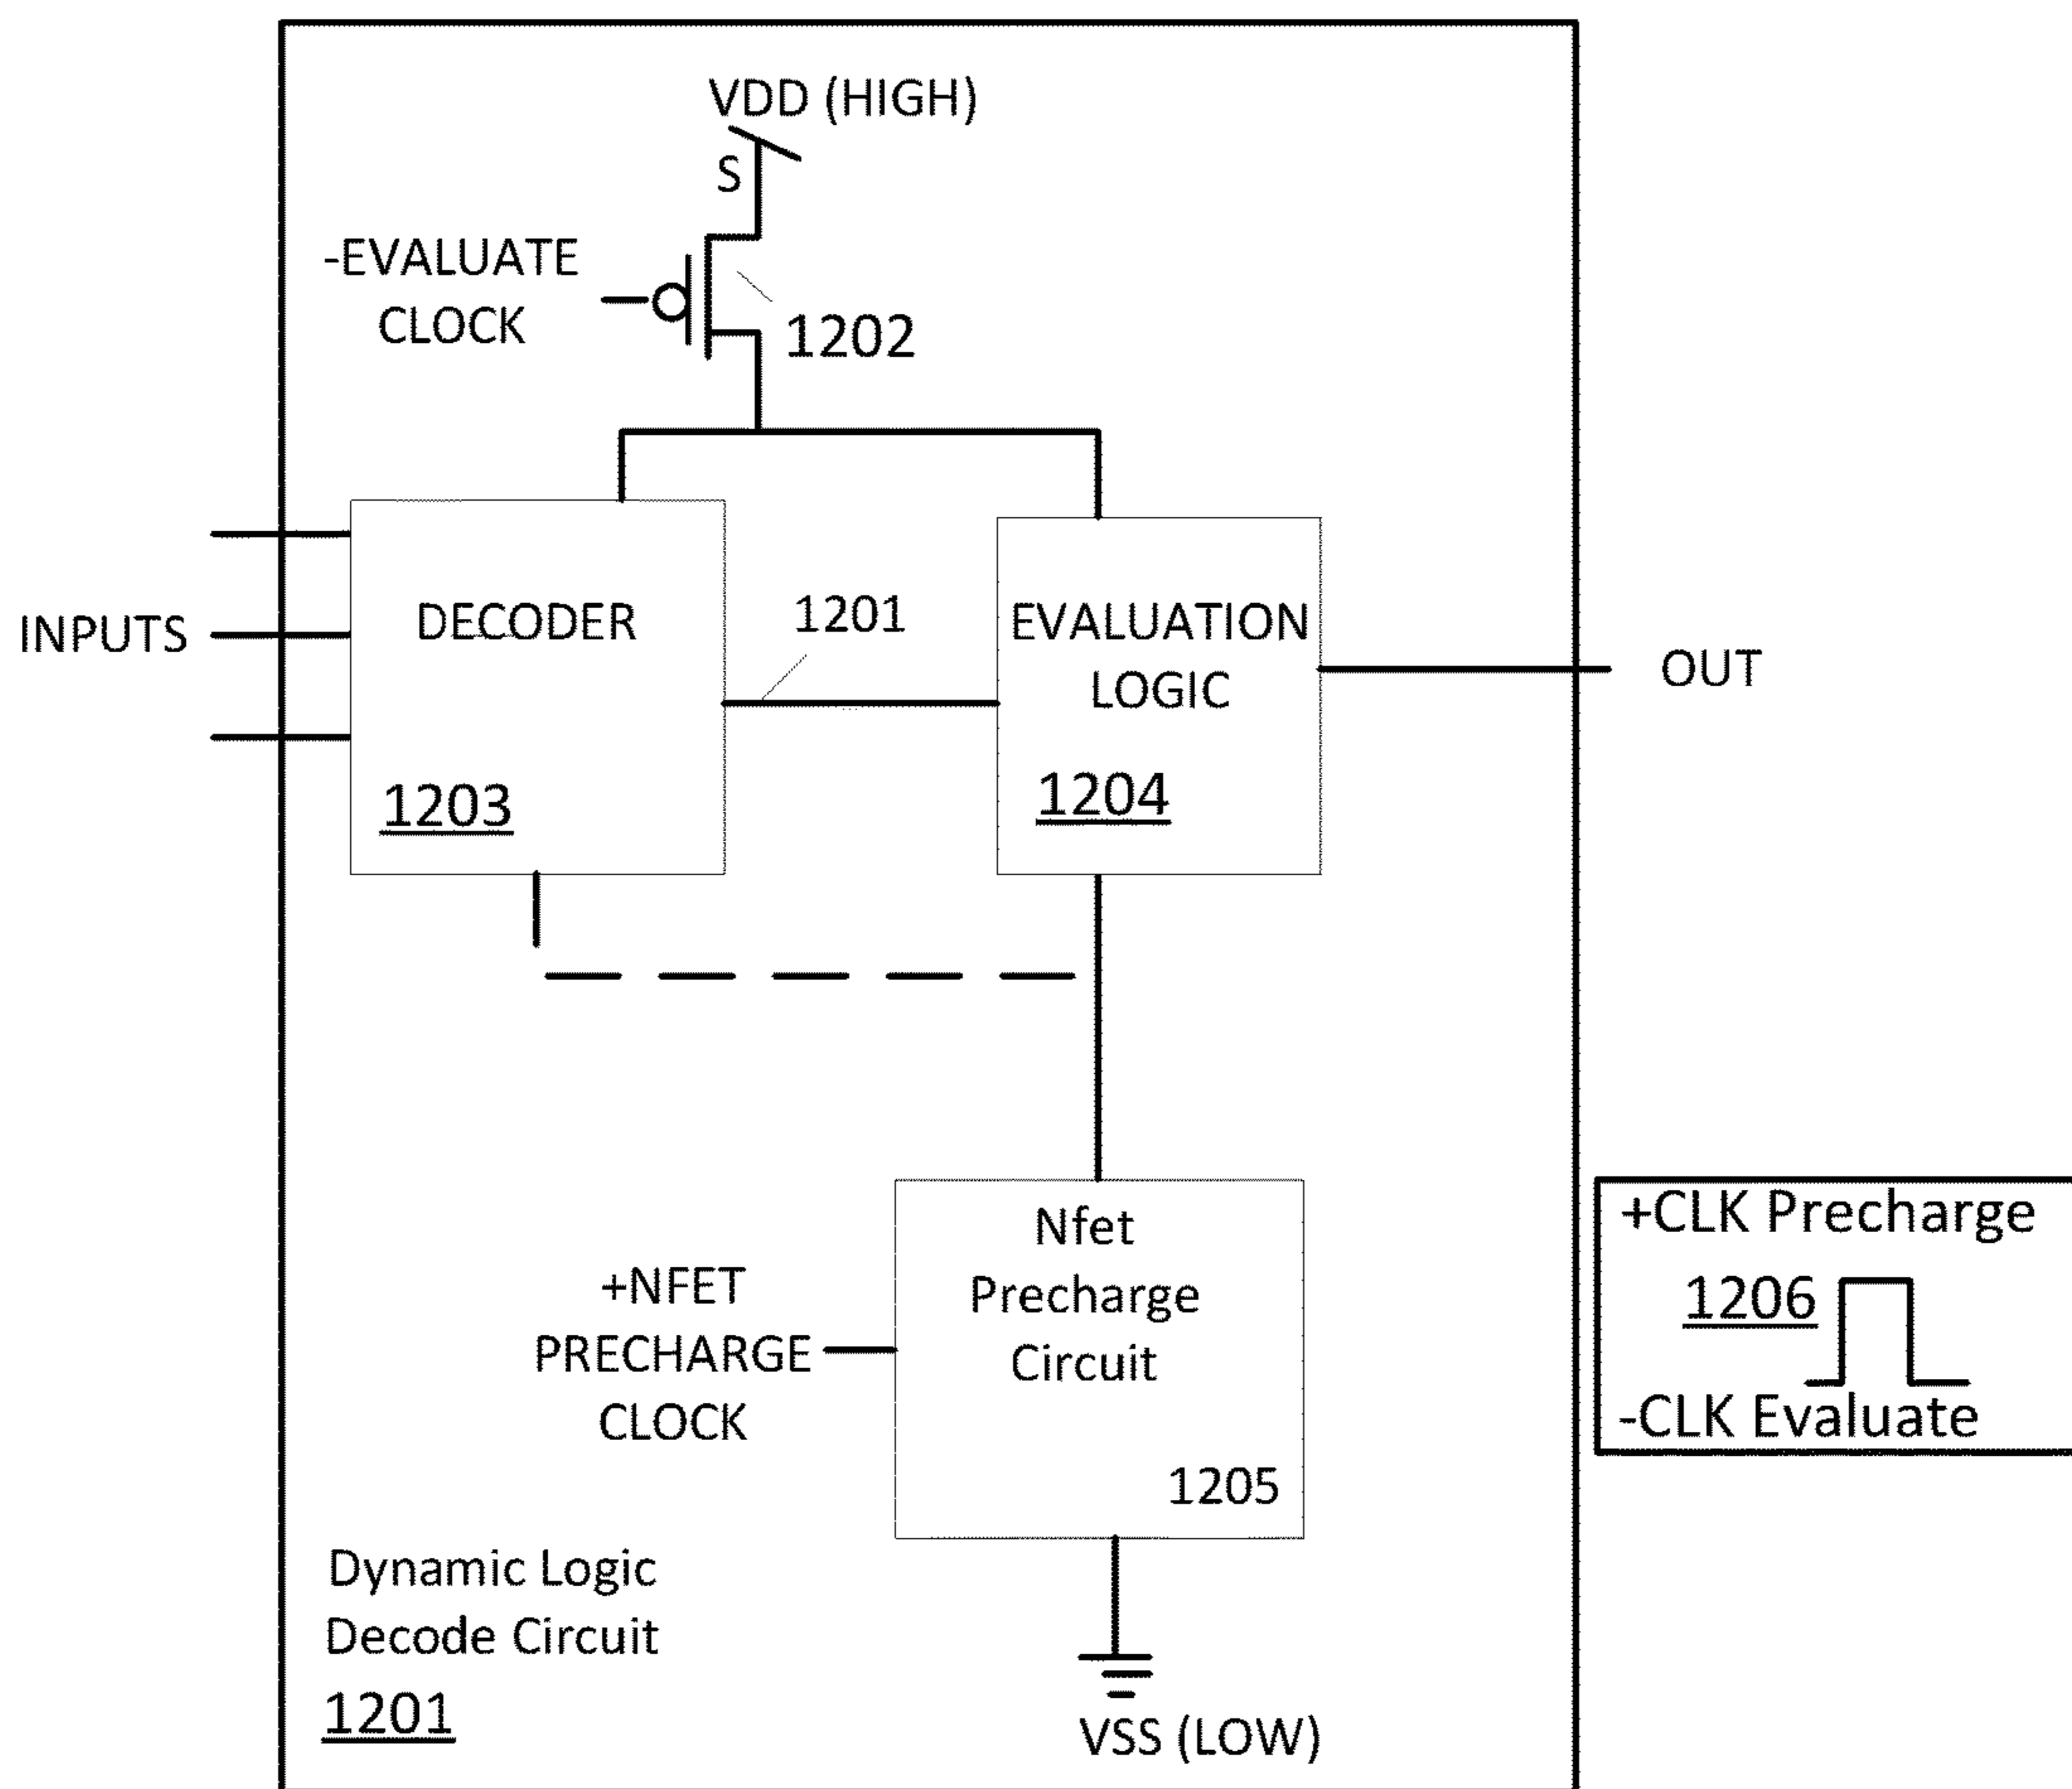 VDD (HIGH)
S
-EVALUATE
CLOCK
1202
INPUTS
DECODER
1203
1201
EVALUATION
LOGIC
1204
OUT
Nfet
Precharge
Circuit
1205
+NFET
PRECHARGE
CLOCK
+CLK Precharge
1206
-CLK Evaluate
Dynamic Logic
Decode Circuit
1201
VSS (LOW)